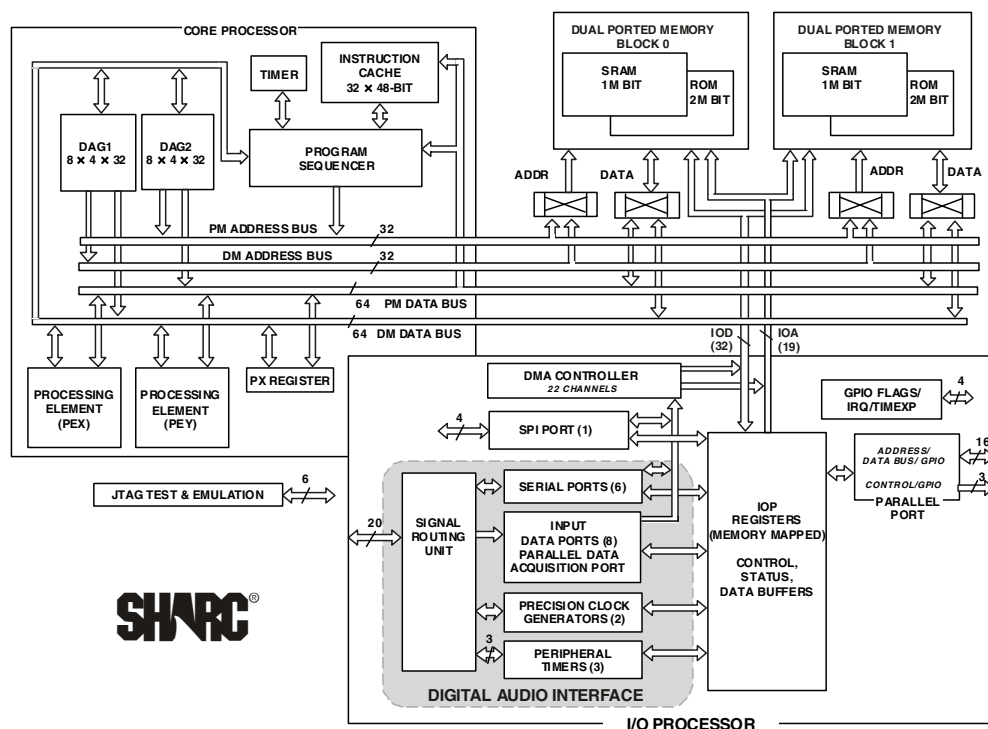 CORE PROCESSOR
TIMER
INSTRUCTION
CACHE
32 × 48-BIT
DAG1
8 × 4 × 32
DAG2
8 × 4 × 32
PROGRAM
SEQUENCER
DUAL PORTED MEMORY
BLOCK 0
SRAM
1M BIT
ROM
2M BIT
DUAL PORTED MEMORY
BLOCK 1
SRAM
1M BIT
ROM
2M BIT
ADDR
DATA
ADDR
DATA
PM ADDRESS BUS
32
DM ADDRESS BUS
32
64
PM DATA BUS
64
DM DATA BUS
IOD
(32)
IOA
(19)
PROCESSING
ELEMENT
(PEX)
PROCESSING
ELEMENT
(PEY)
PX REGISTER
DMA CONTROLLER
22 CHANNELS
GPIO FLAGS/
IRQ/TIMEXP
4
4
SPI PORT (1)
ADDRESS/
DATA BUS/ GPIO
CONTROL/GPIO
PARALLEL
PORT
16
3
6
JTAG TEST & EMULATION
20
SIGNAL
ROUTING
UNIT
SERIAL PORTS (6)
INPUT
DATA PORTS (8)
PARALLEL DATA
ACQUISITION PORT
PRECISION CLOCK
GENERATORS (2)
3
PERIPHERAL
TIMERS (3)
IOP
REGISTERS
(MEMORY MAPPED)
CONTROL,
STATUS,
DATA BUFFERS
SHARC®
DIGITAL AUDIO INTERFACE
I/O PROCESSOR